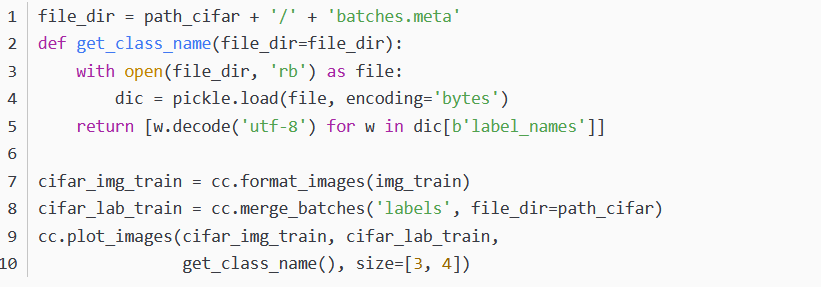 1 file_dir = path_cifar + '/' + 'batches.meta'
2 def get_class_name(file_dir=file_dir):
3     with open(file_dir, 'rb') as file:
4         dic = pickle.load(file, encoding='bytes')
5     return [w.decode('utf-8') for w in dic[b'label_names']]
6
7 cifar_img_train = cc.format_images(img_train)
8 cifar_lab_train = cc.merge_batches('labels', file_dir=path_cifar)
9 cc.plot_images(cifar_img_train, cifar_lab_train,
10                get_class_name(), size=[3, 4])